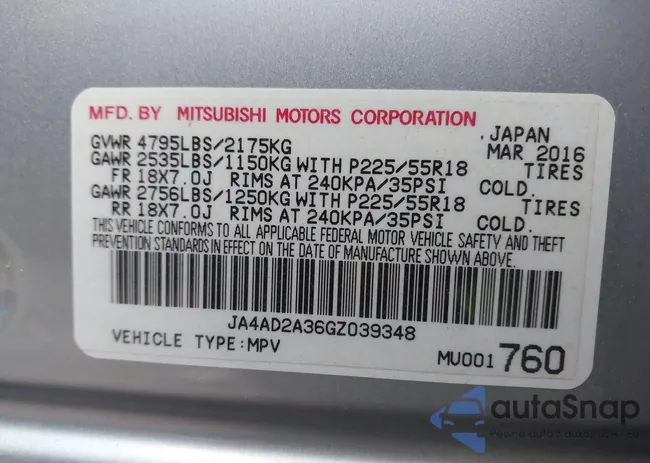 MFD. BY MITSUBISHI MOTORS CORPORATION
GVWR 4795LBS/2175KG JAPAN MAR 2016
GAWR 2535LBS/1150KG WITH P225/55R18 TIRES
FR 18X7.0J RIMS AT 240KPA/35PSI COLD.
GAWR 2756LBS/1250KG WITH P225/55R18 TIRES
RR 18X7.0J RIMS AT 240KPA/35PSI COLD.
THIS VEHICLE CONFORMS TO ALL APPLICABLE FEDERAL MOTOR VEHICLE SAFETY AND THEFT
PREVENTION STANDARDS IN EFFECT ON THE DATE OF MANUFACTURE SHOWN ABOVE.
JA4AD2A36GZ039348
VEHICLE TYPE:MPV MU001 760
autaSnap